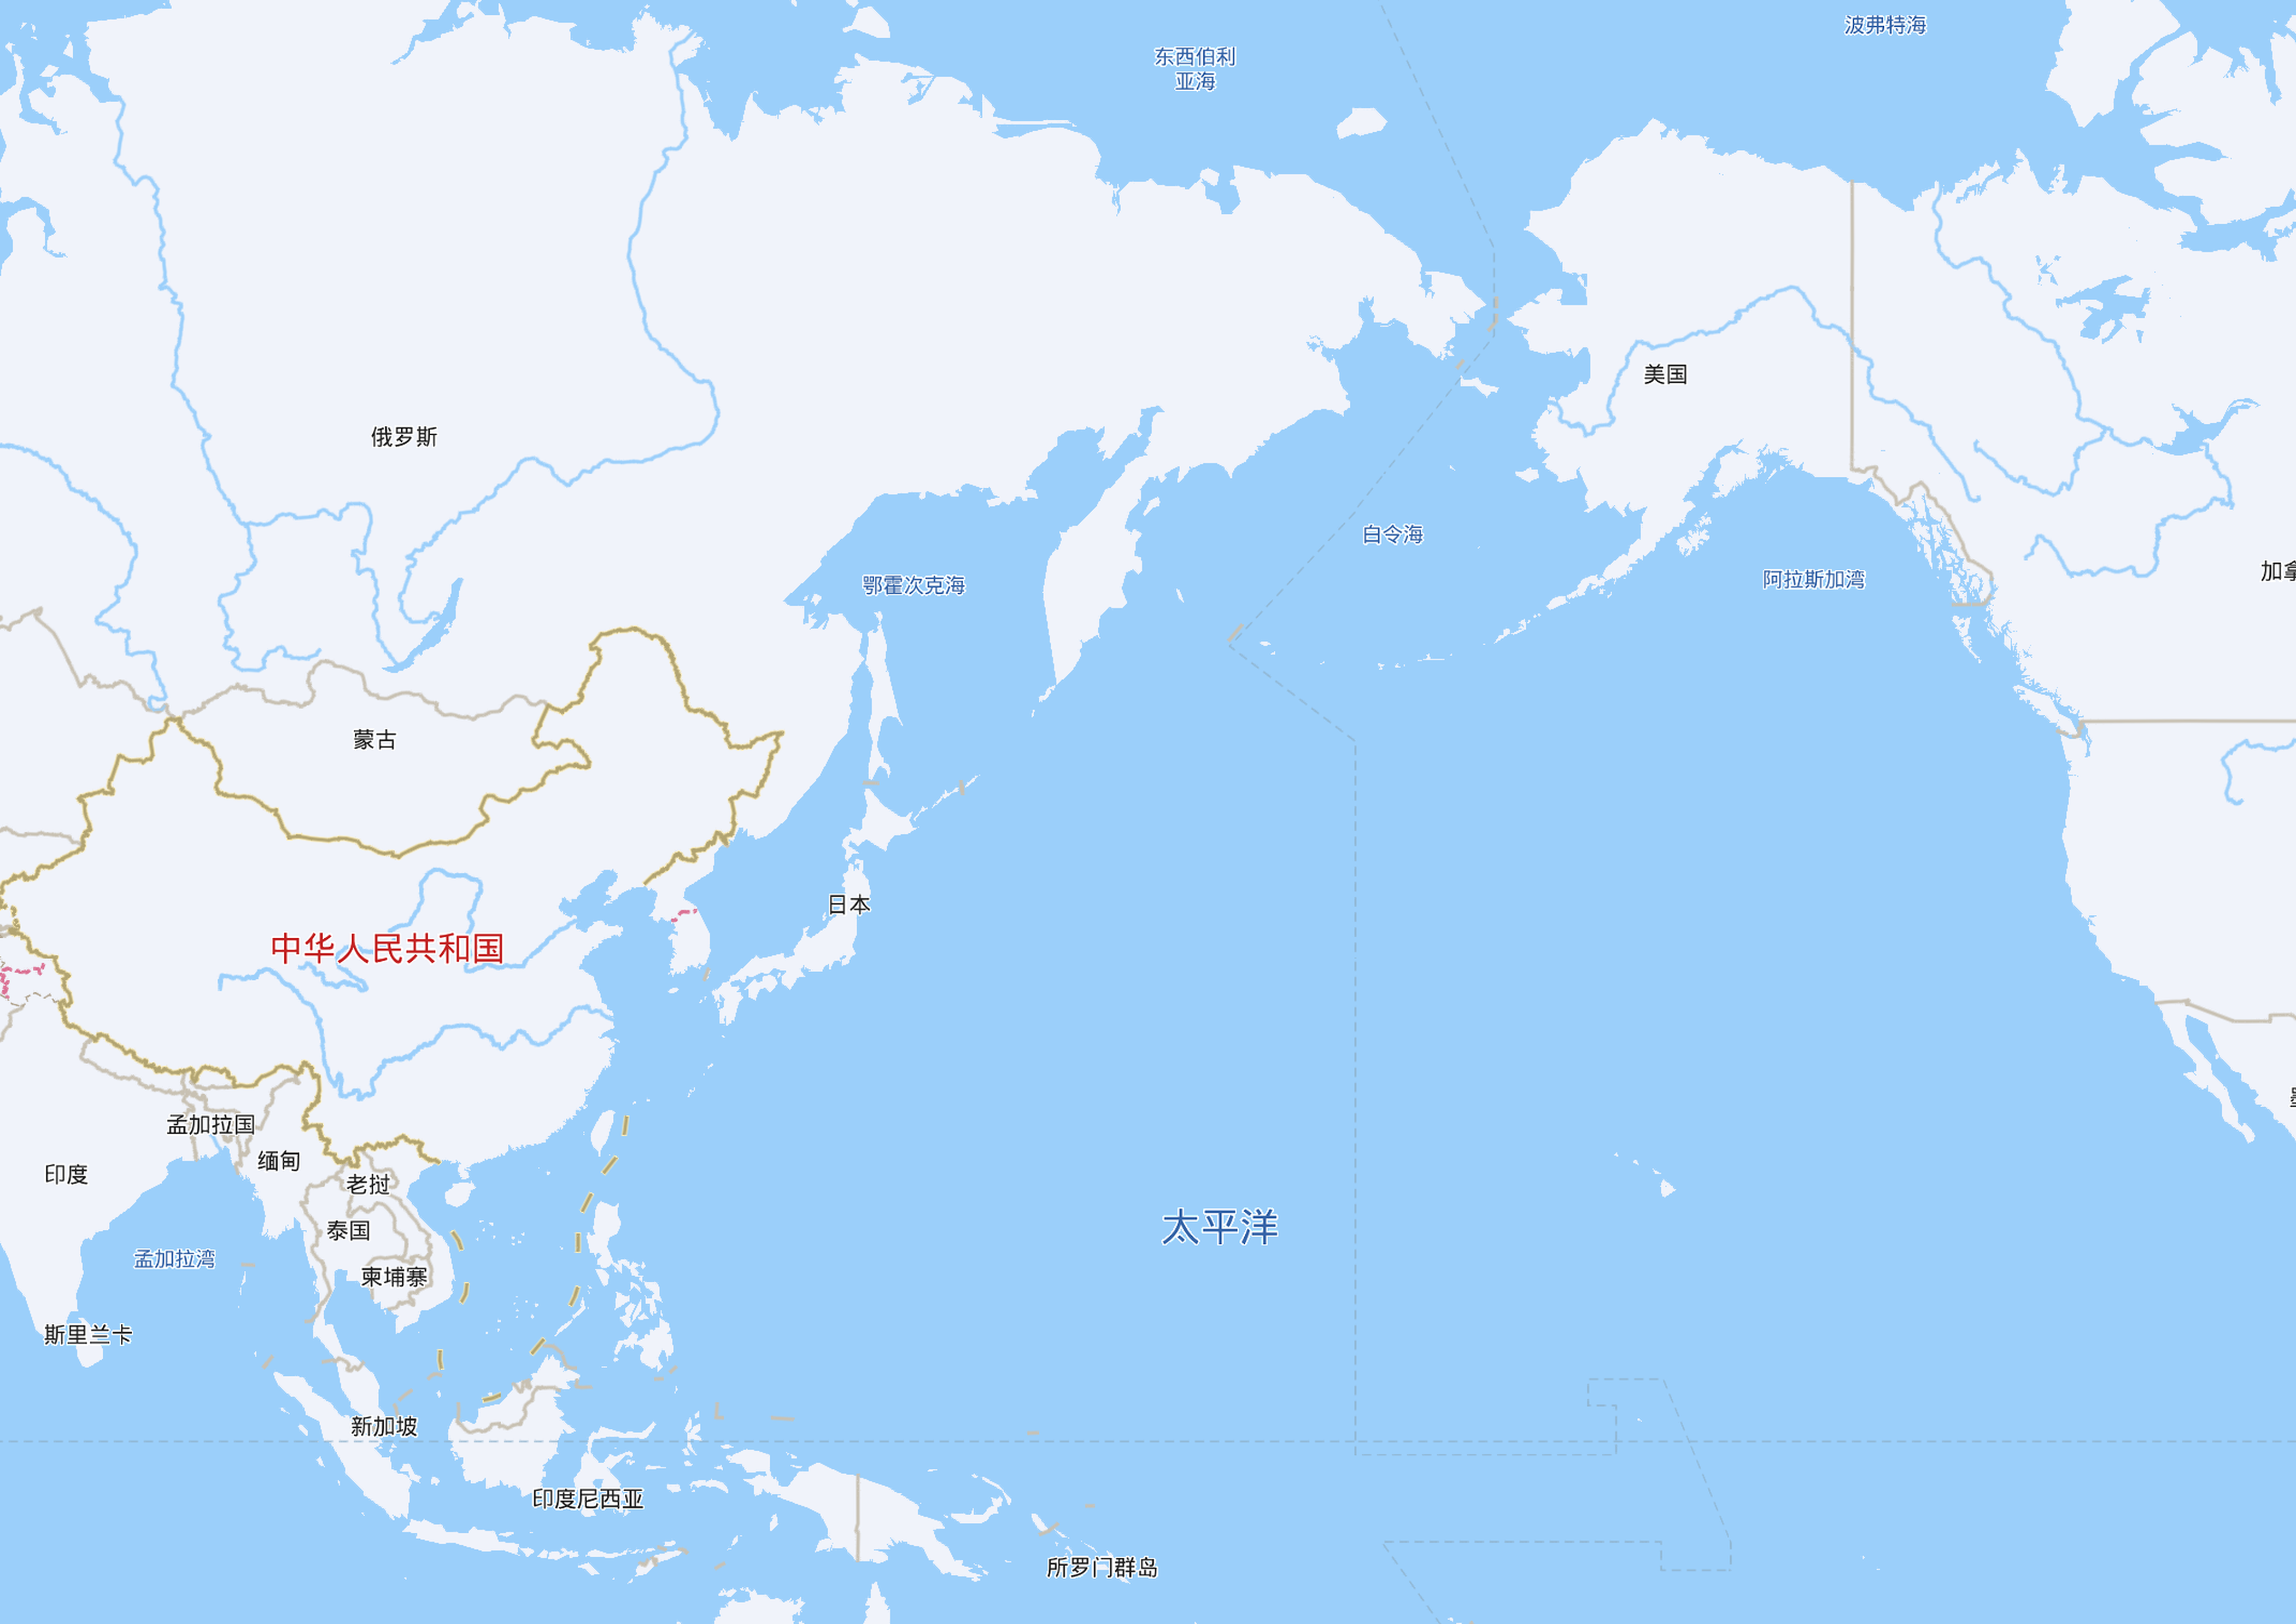 波弗特海
东西伯利
亚海
美国
俄罗斯
白令海
加拿
阿拉斯加湾
鄂霍次克海
蒙古
日本
中华人民共和国
孟加拉国
缅甸
印度
老挝
太平洋
泰国
孟加拉湾
柬埔寨
斯里兰卡
新加坡
印度尼西亚
所罗门群岛